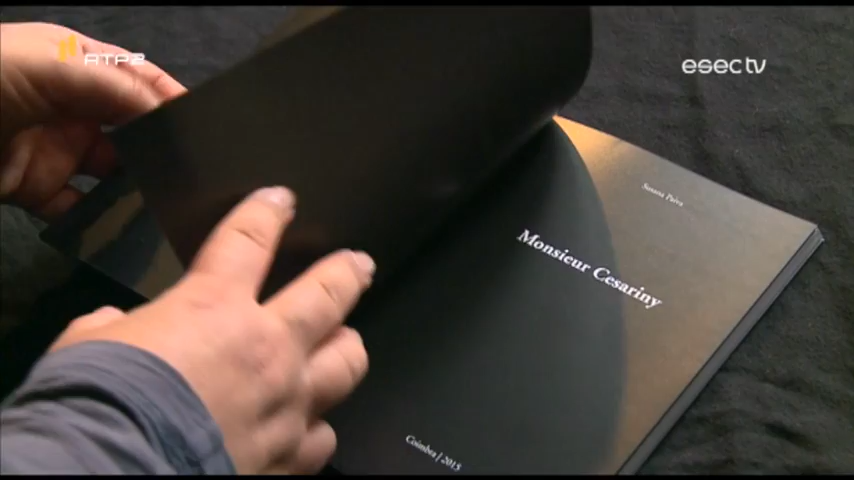 RTP2
esectv
Susana Paiva
Monsieur Cesariny
Coimbra | 2015